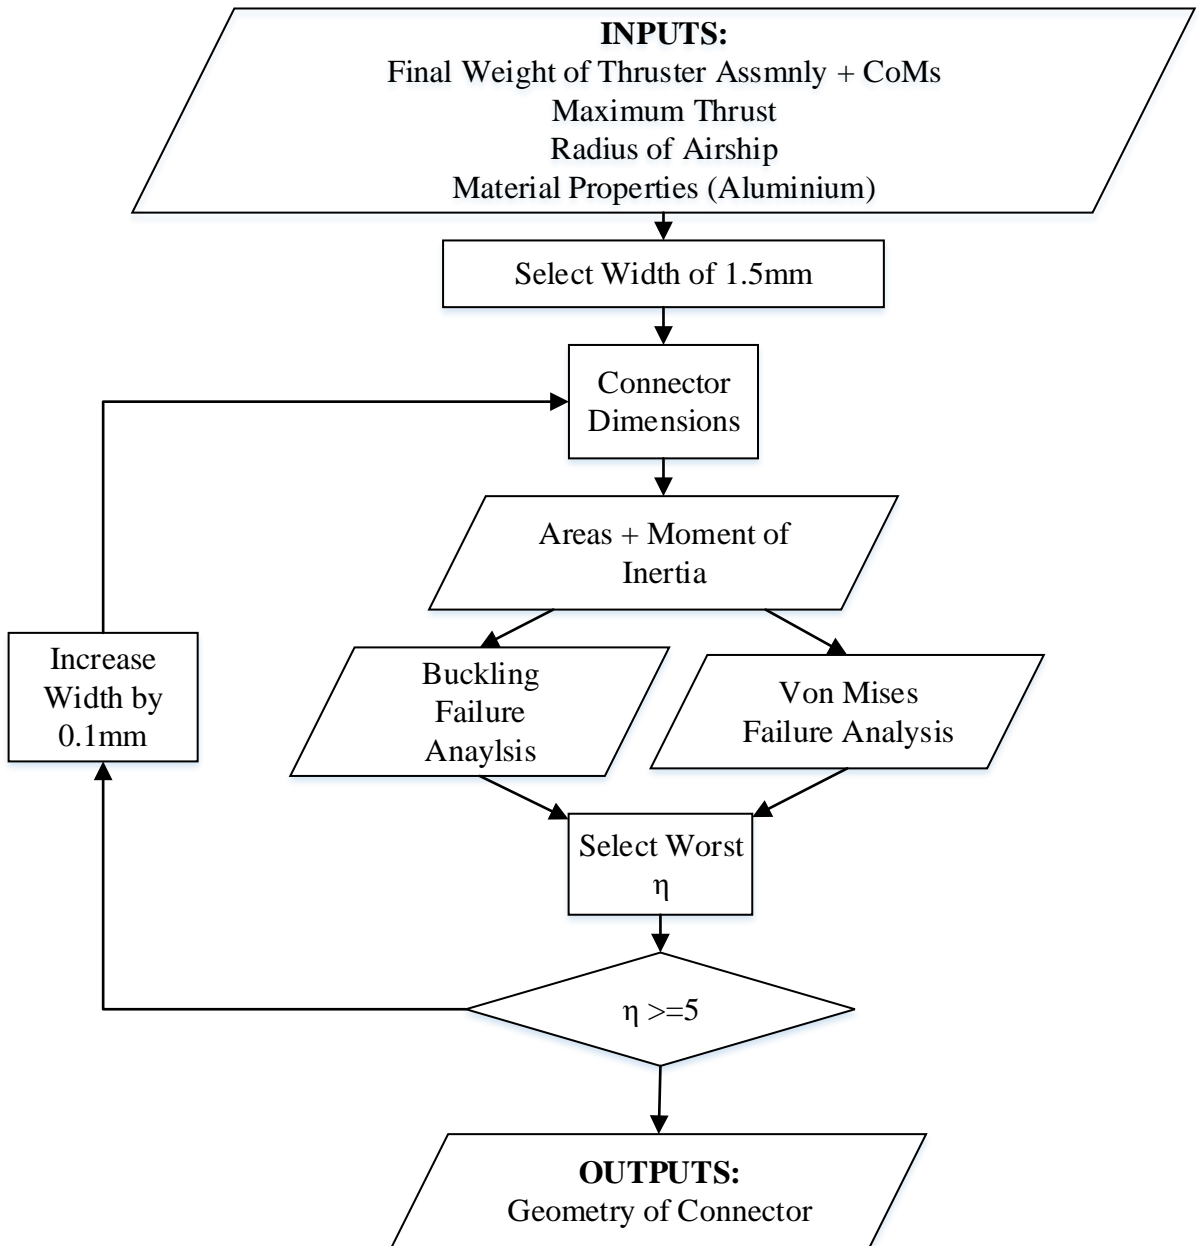 INPUTS:
Final Weight of Thruster Assmnly + CoMs
Maximum Thrust
Radius of Airship
Material Properties (Aluminium)
Select Width of 1.5mm
Connector
Dimensions
Areas + Moment of
Inertia
Increase
Width by
0.1mm
Buckling
Failure
Anaylsis
Von Mises
Failure Analysis
Select Worst
η
η >=5
OUTPUTS:
Geometry of Connector